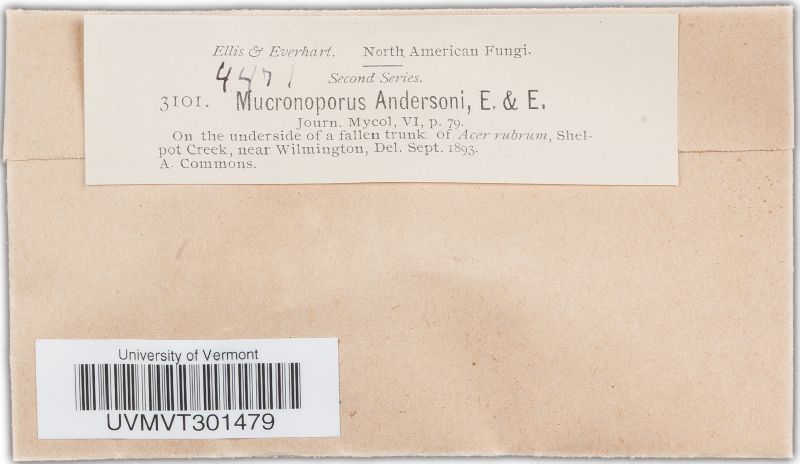 Ellis & Everhart. North American Fungi.
4471
Second Series.
3101. Mucronoporus Andersoni, E. & E.
Journ. Mycol, VI, p. 79.
On the underside of a fallen trunk of Acer rubrum, Shel-
pot Creek, near Wilmington, Del. Sept. 1893.
A. Commons.
University of Vermont
UVMVT301479